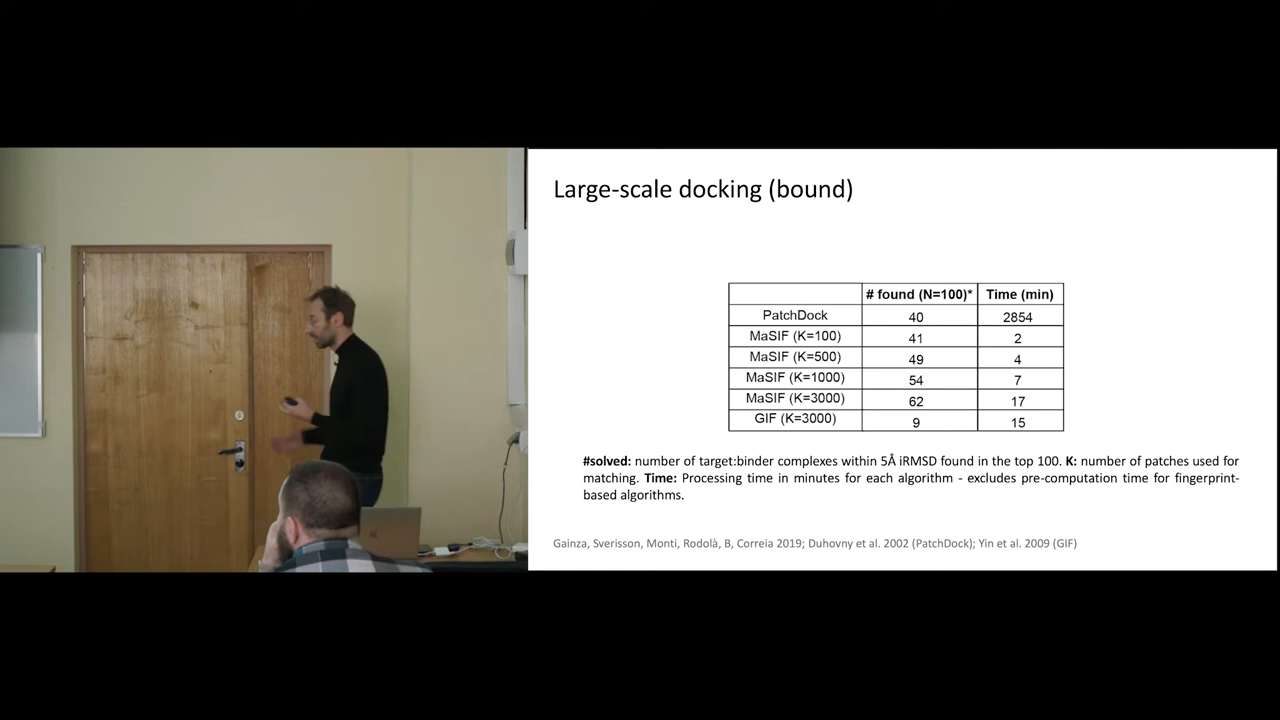 Large-scale docking (bound)
# found (N=100)* Time (min)
PatchDock 40 2854
MaSIF (K=100) 41 2
MaSIF (K=500) 49 4
MaSIF (K=1000) 54 7
MaSIF (K=3000) 62 17
GIF (K=3000) 9 15
#solved: number of target:binder complexes within 5Å iRMSD found in the top 100. K: number of patches used for
matching. Time: Processing time in minutes for each algorithm - excludes pre-computation time for fingerprint-
based algorithms.
Gainza, Sverisson, Monti, Rodolà, B, Correia 2019; Duhovny et al. 2002 (PatchDock); Yin et al. 2009 (GIF)